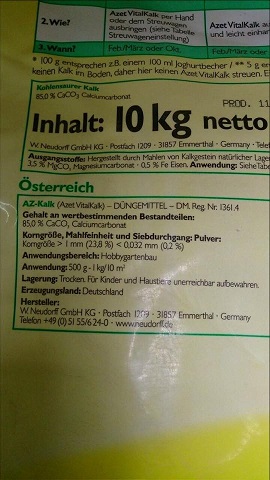 2. Wie?
Azet VitalKalk per Hand
oder dem Streuwagen
ausbringen (siehe Tabelle
Streuwageneinstellung)
Azet VitalKalk au
und leicht einhar
3. Wann?
Feb./März oder Okt.
Feb./März oder
* 100 g entsprechen z.B. einem 100 ml Joghurtbecher / ** 5 g en
keinen Kalk im Boden, daher hier keinen Azet VitalKalk streuen. E
Kohlensaurer Kalk
85,0 % CaCO₃ Calciumcarbonat
PROD. 11
Inhalt: 10 kg netto
W. Neudorff GmbH KG · Postfach 1209 · 31857 Emmerthal · Germany · Te
Ausgangsstoffe: Hergestellt durch Mahlen von Kalkgestein natürlicher Lager
3,5 % MgCO₃ Magnesiumcarbonat · 0,5 % Fe Eisen. Anwendung: Siehe Tabe
Österreich
AZ-Kalk (Azet VitalKalk) – DÜNGEMITTEL – DM. Reg. Nr. 1361.4
Gehalt an wertbestimmenden Bestandteilen:
85,0 % CaCO₃ Calciumcarbonat
Korngröße, Mahlfeinheit und Siebdurchgang: Pulver:
Korngröße > 1 mm (23,8 %) < 0,032 mm (0,2 %)
Anwendungsbereich: Hobbygartenbau
Anwendung: 500 g - 1 kg/10 m²
Lagerung: Trocken. Für Kinder und Haustiere unerreichbar aufbewahren.
Erzeugungsland: Deutschland
Hersteller:
W. Neudorff GmbH KG · Postfach 1209 · 31857 Emmerthal · Germany
Telefon +49 (0) 51 55/6 24-0 · www.neudorff.de